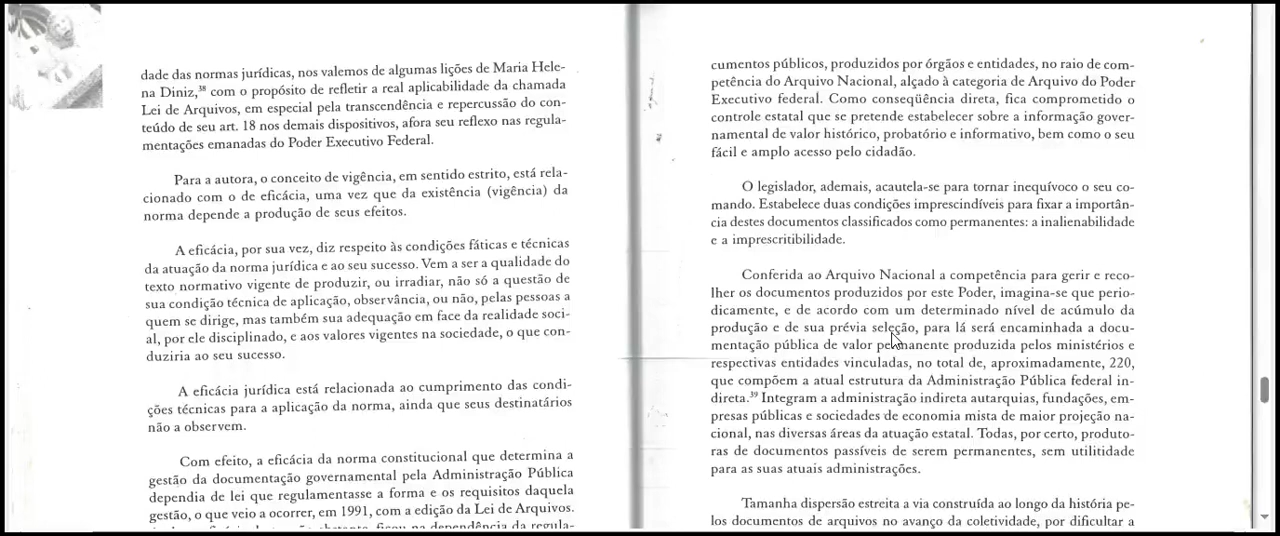 dade das normas jurídicas, nos valemos de algumas lições de Maria Hele-
na Diniz,³⁸ com o propósito de refletir a real aplicabilidade da chamada
Lei de Arquivos, em especial pela transcendência e repercussão do con-
teúdo de seu art. 18 nos demais dispositivos, afora seu reflexo nas regula-
mentações emanadas do Poder Executivo Federal.
Para a autora, o conceito de vigência, em sentido estrito, está rela-
cionado com o de eficácia, uma vez que da existência (vigência) da
norma depende a produção de seus efeitos.
A eficácia, por sua vez, diz respeito às condições fáticas e técnicas
da atuação da norma jurídica e ao seu sucesso. Vem a ser a qualidade do
texto normativo vigente de produzir, ou irradiar, não só a questão de
sua condição técnica de aplicação, observância, ou não, pelas pessoas a
quem se dirige, mas também sua adequação em face da realidade soci-
al, por ele disciplinado, e aos valores vigentes na sociedade, o que con-
duziria ao seu sucesso.
A eficácia jurídica está relacionada ao cumprimento das condi-
ções técnicas para a aplicação da norma, ainda que seus destinatários
não a observem.
Com efeito, a eficácia da norma constitucional que determina a
gestão da documentação governamental pela Administração Pública
dependia de lei que regulamentasse a forma e os requisitos daquela
gestão, o que veio a ocorrer, em 1991, com a edição da Lei de Arquivos.
cumentos públicos, produzidos por órgãos e entidades, no raio de com-
petência do Arquivo Nacional, alçado à categoria de Arquivo do Poder
Executivo federal. Como conseqüência direta, fica comprometido o
controle estatal que se pretende estabelecer sobre a informação gover-
namental de valor histórico, probatório e informativo, bem como o seu
fácil e amplo acesso pelo cidadão.
O legislador, ademais, acautela-se para tornar inequívoco o seu co-
mando. Estabelece duas condições imprescindíveis para fixar a importân-
cia destes documentos classificados como permanentes: a inalienabilidade
e a imprescritibilidade.
Conferida ao Arquivo Nacional a competência para gerir e reco-
lher os documentos produzidos por este Poder, imagina-se que perio-
dicamente, e de acordo com um determinado nível de acúmulo da
produção e de sua prévia seleção, para lá será encaminhada a docu-
mentação pública de valor permanente produzida pelos ministérios e
respectivas entidades vinculadas, no total de, aproximadamente, 220,
que compõem a atual estrutura da Administração Pública federal in-
direta.³⁹ Integram a administração indireta autarquias, fundações, em-
presas públicas e sociedades de economia mista de maior projeção na-
cional, nas diversas áreas da atuação estatal. Todas, por certo, produto-
ras de documentos passíveis de serem permanentes, sem utilitidade
para as suas atuais administrações.
Tamanha dispersão estreita a via construída ao longo da história pe-
los documentos de arquivos no avanço da coletividade, por dificultar a